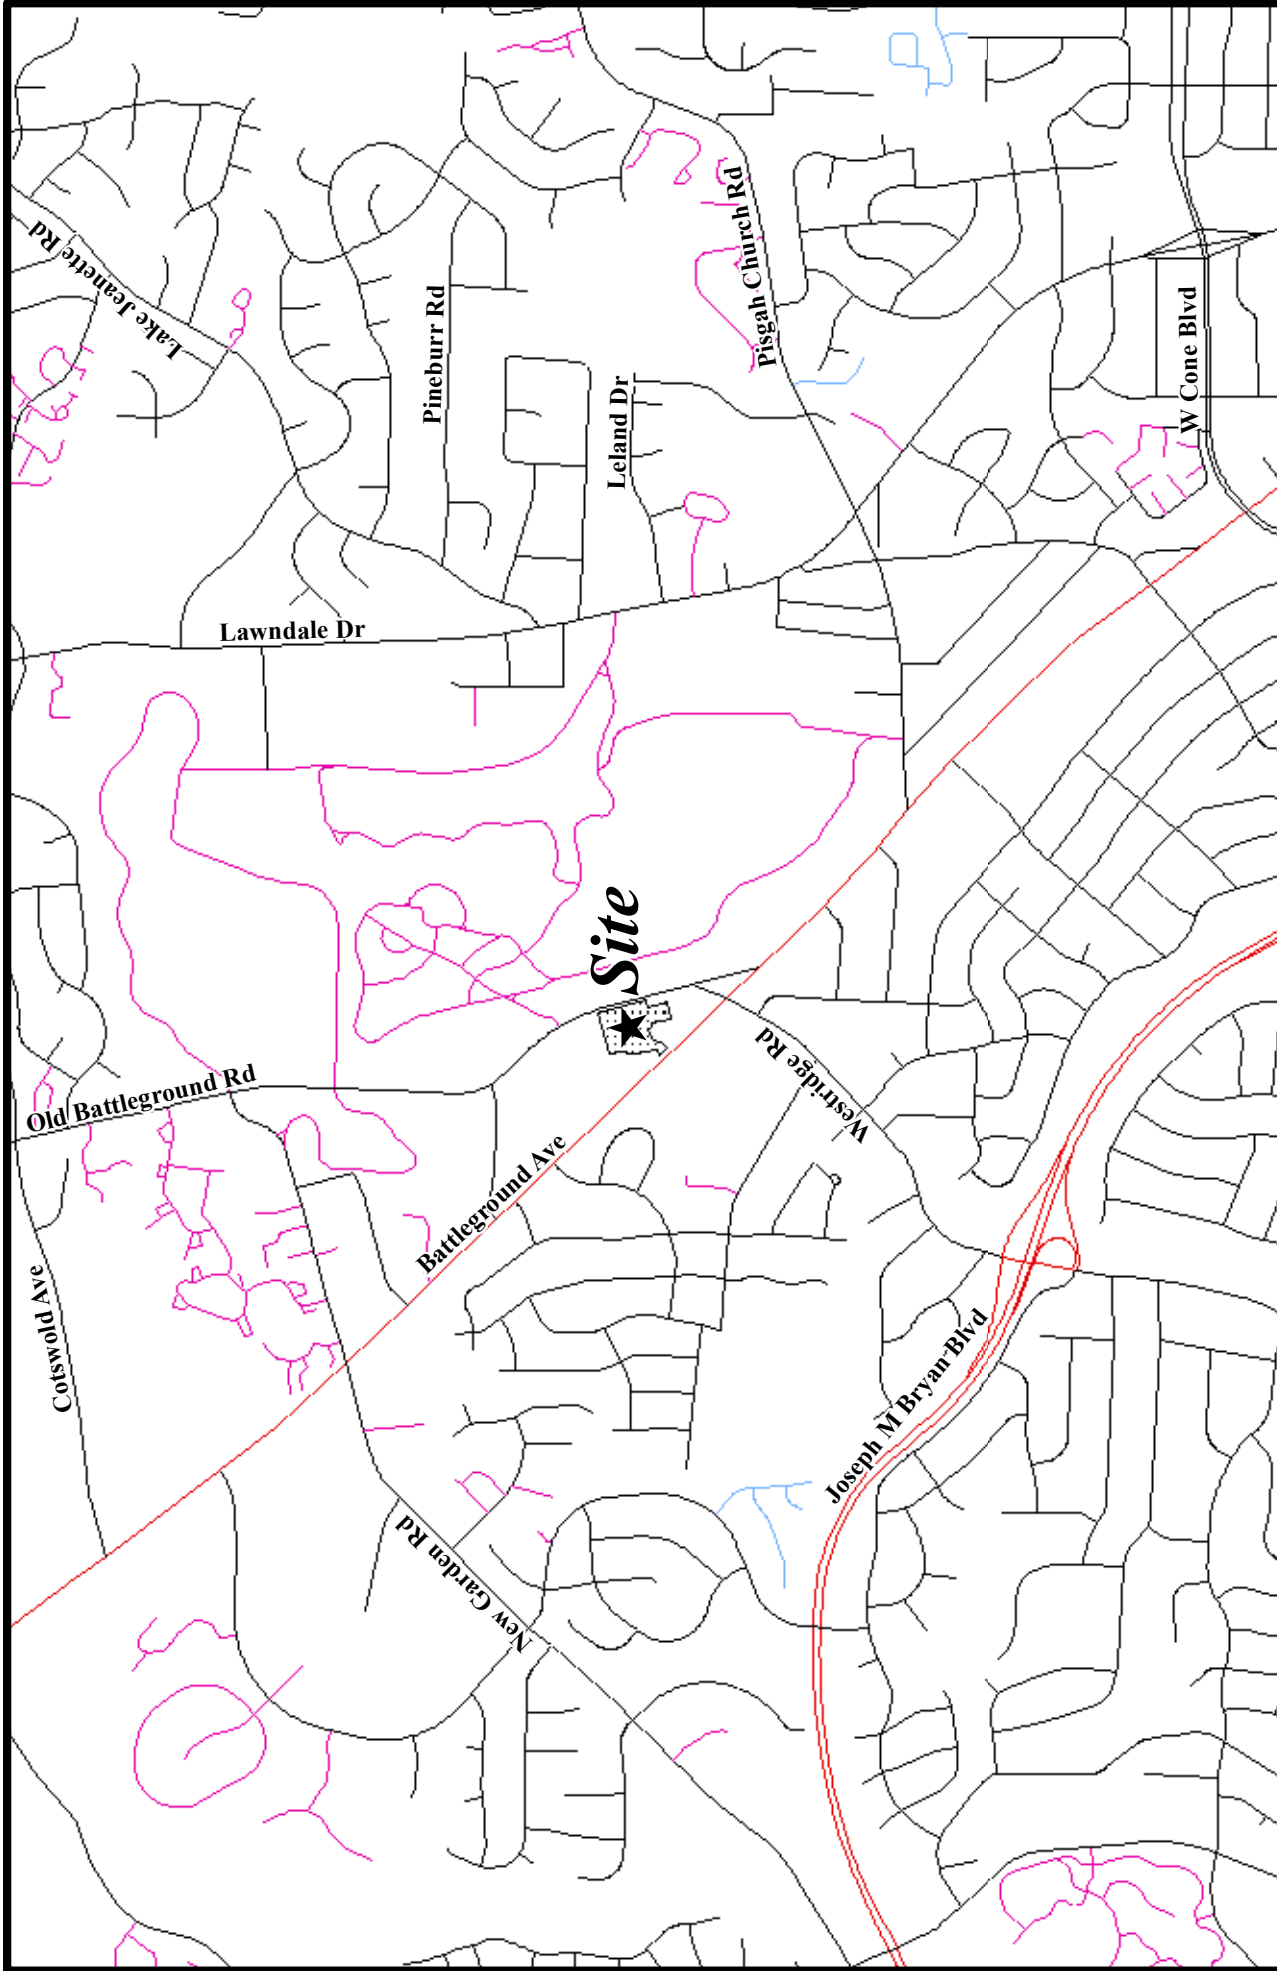 Pisgah Church Rd
Lake Jeanette Rd
Pineburr Rd
W Cone Blvd
Leland Dr
Lawndale Dr
Site
Westridge Rd
Old Battleground Rd
Battleground Ave
Cotswold Ave
Joseph M Bryan Blvd
New Garden Rd